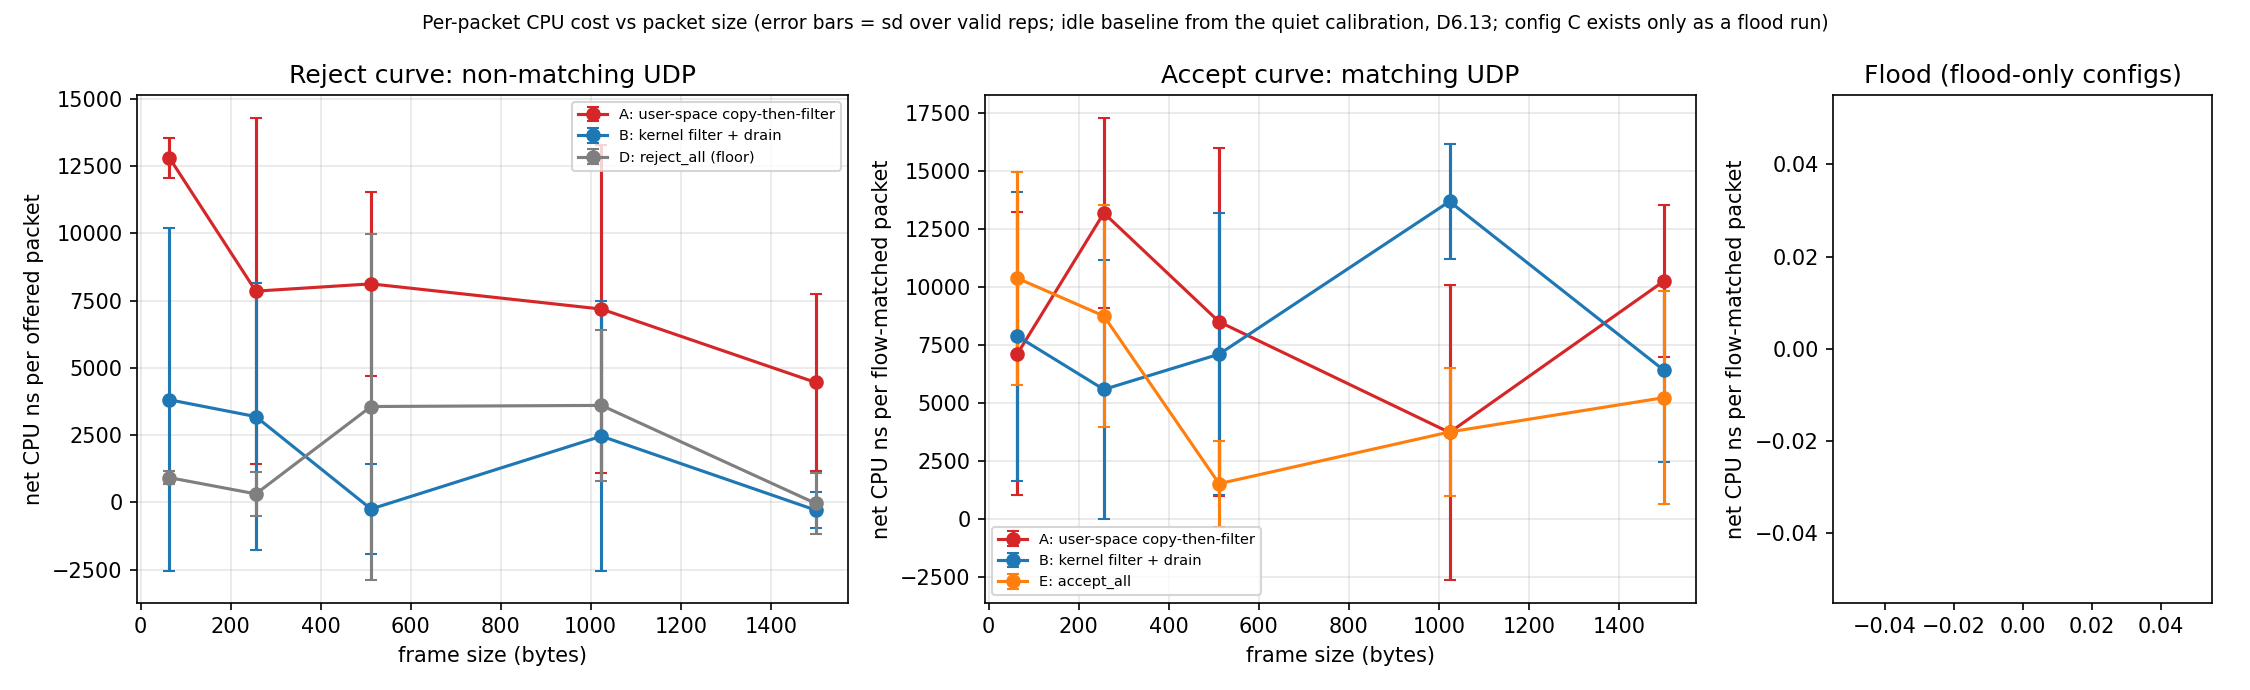 Per-packet CPU cost vs packet size (error bars = sd over valid reps; idle baseline from the quiet calibration, D6.13; config C exists only as a flood run)
Reject curve: non-matching UDP
net CPU ns per offered packet
15000
12500
10000
7500
5000
2500
0
−2500
A: user-space copy-then-filter
B: kernel filter + drain
D: reject_all (floor)
0 200 400 600 800 1000 1200 1400
frame size (bytes)
Accept curve: matching UDP
net CPU ns per flow-matched packet
17500
15000
12500
10000
7500
5000
2500
0
−2500
A: user-space copy-then-filter
B: kernel filter + drain
E: accept_all
0 200 400 600 800 1000 1200 1400
frame size (bytes)
Flood (flood-only configs)
net CPU ns per flow-matched packet
0.04
0.02
0.00
−0.02
−0.04
−0.04 −0.02 0.00 0.02 0.04